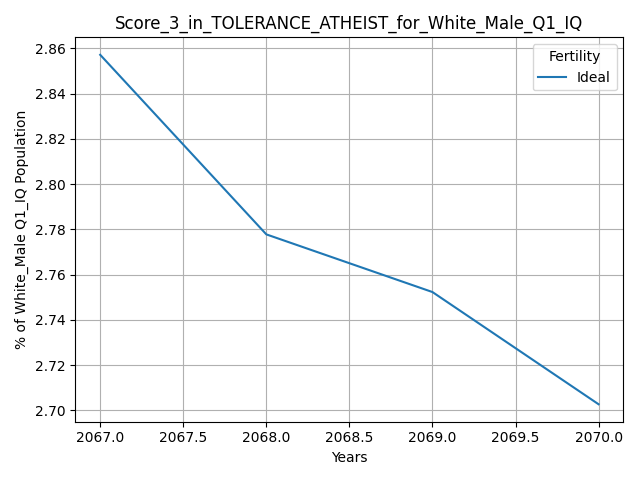 Score_3_in_TOLERANCE_ATHEIST_for_White_Male_Q1_IQ
Fertility
Ideal
% of White_Male Q1_IQ Population
2.86
2.84
2.82
2.80
2.78
2.76
2.74
2.72
2.70
2067.0 2067.5 2068.0 2068.5 2069.0 2069.5 2070.0
Years